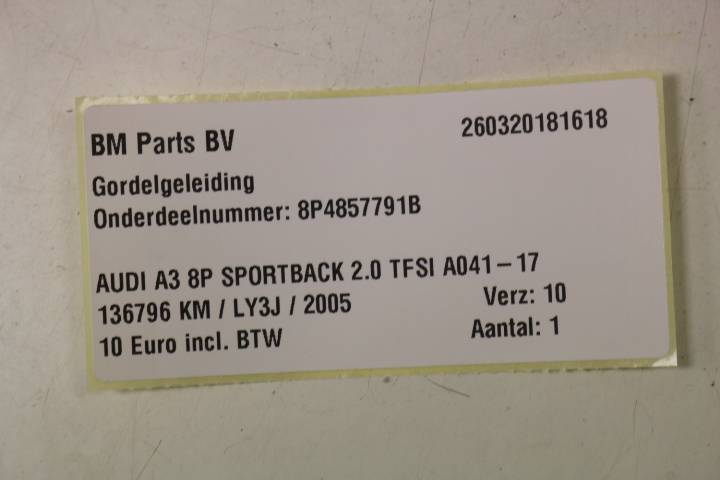 BM Parts BV 260320181618
Gordelgeleiding
Onderdeelnummer: 8P4857791B
AUDI A3 8P SPORTBACK 2.0 TFSI A041-17
136796 KM / LY3J / 2005 Verz: 10
10 Euro incl. BTW Aantal: 1